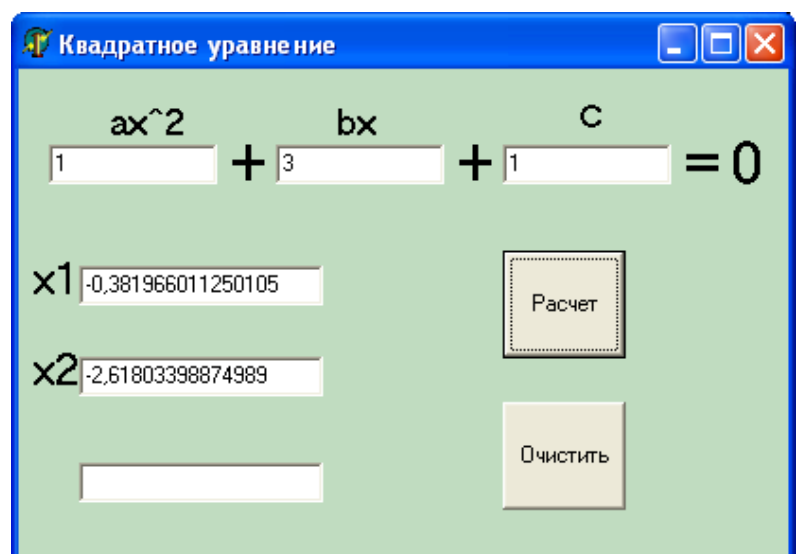 Квадратное уравнение
ax^2 bx C
1 + 3 + 1 = 0
x1 -0,381966011250105
Расчет
x2 -2,61803398874989
Очистить